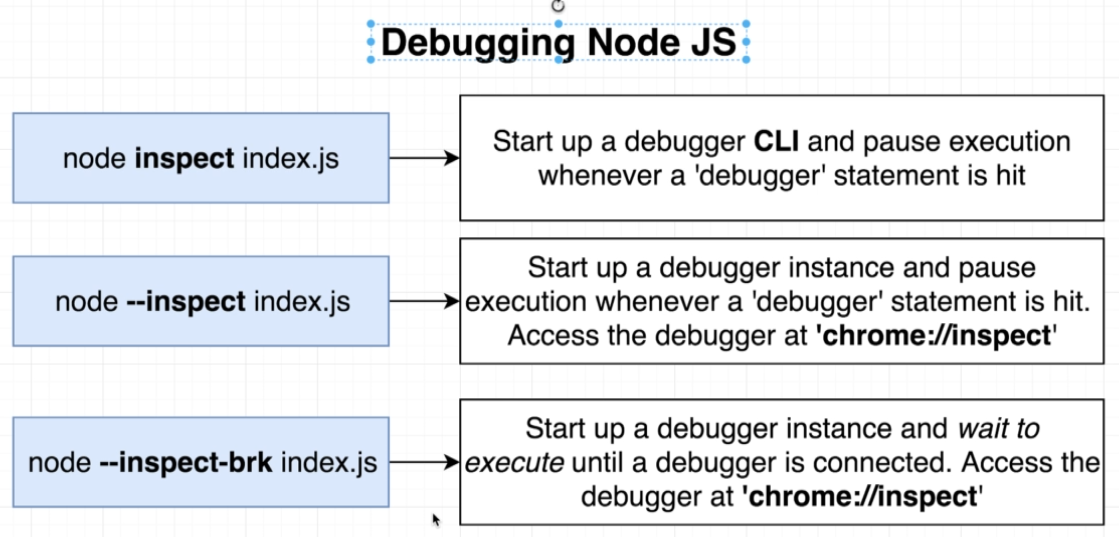 Debugging Node JS
node inspect index.js
Start up a debugger CLI and pause execution
whenever a 'debugger' statement is hit
node --inspect index.js
Start up a debugger instance and pause
execution whenever a 'debugger' statement is hit.
Access the debugger at 'chrome://inspect'
node --inspect-brk index.js
Start up a debugger instance and wait to
execute until a debugger is connected. Access the
debugger at 'chrome://inspect'